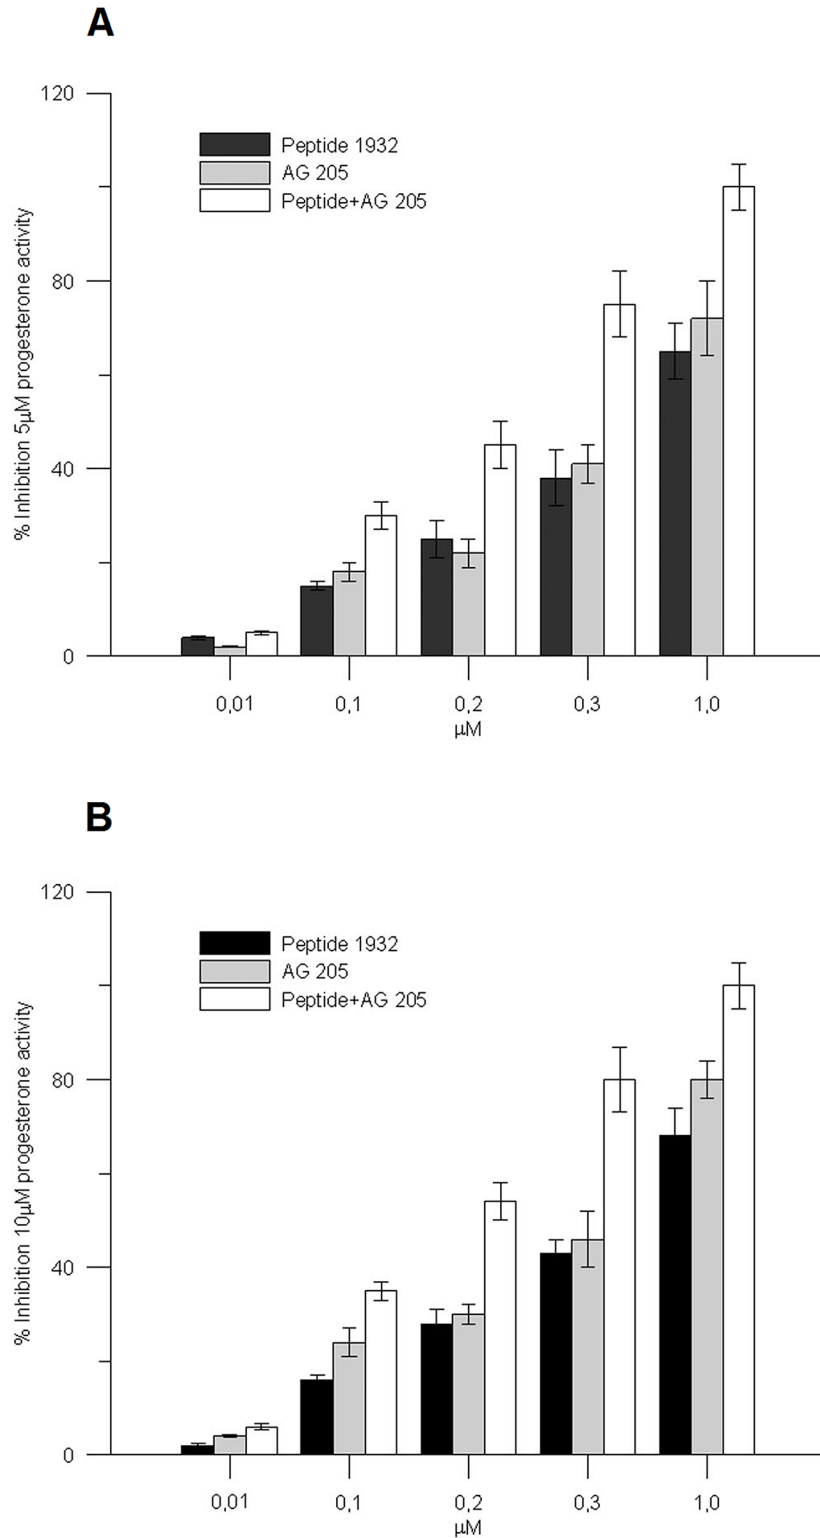 A
120
Peptide 1932
AG 205
Peptide+AG 205
% Inhibition 5µM progesterone activity
80
40
0
0,01 0,1 0,2 0,3 1,0
µM
B
120
Peptide 1932
AG 205
Peptide+AG 205
% Inhibition 10µM progesterone activity
80
40
0
0,01 0,1 0,2 0,3 1,0
µM